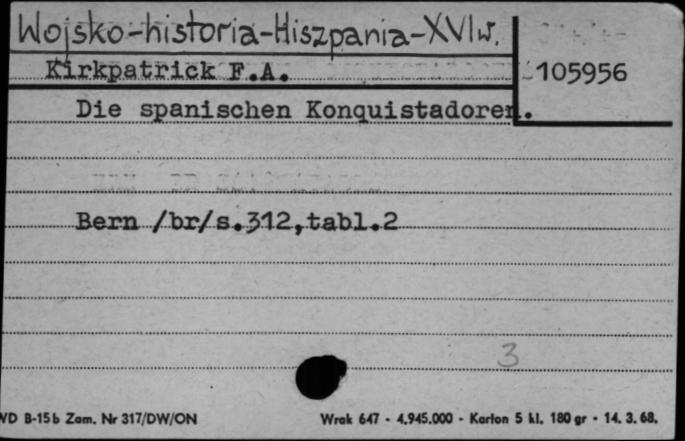 Wojsko-historia-Hiszpania-XVIw.
Kirkpatrick F.A.
105956
Die spanischen Konquistadoren.
Bern /br/s.312,tabl.2
3
WD B-15b Zam. Nr 317/DW/ON
Wrak 647 - 4.945.000 - Karton 5 kl. 180 gr - 14. 3. 68.